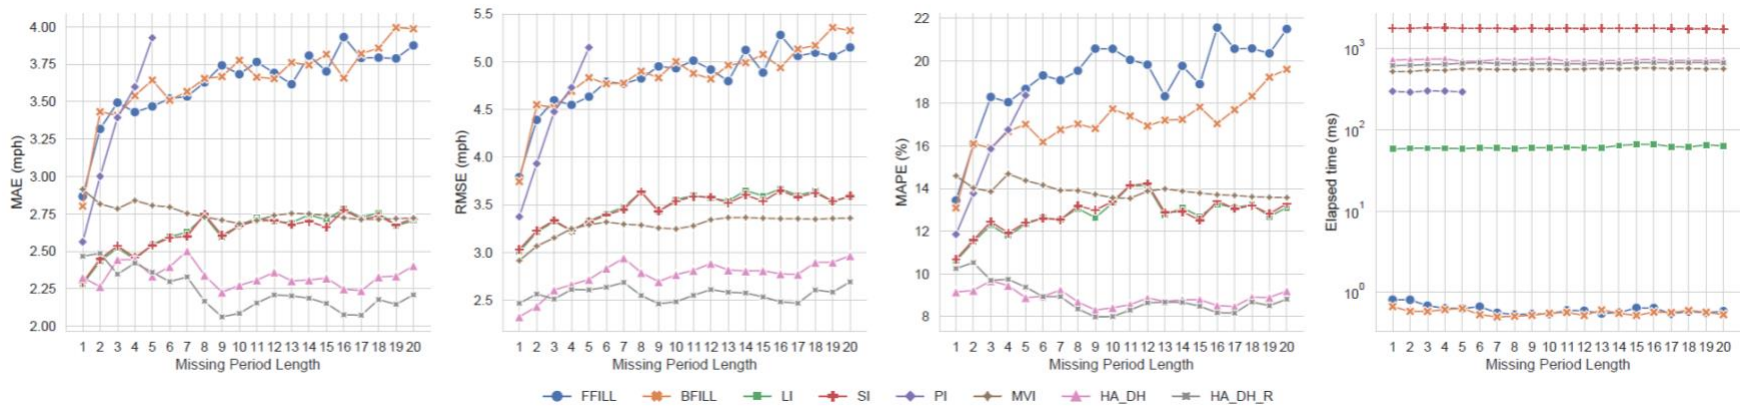 4.00
3.75
3.50
3.25
3.00
2.75
2.50
2.25
2.00
MAE (mph)
1 2 3 4 5 6 7 8 9 10 11 12 13 14 15 16 17 18 19 20
Missing Period Length
5.5
5.0
4.5
4.0
3.5
3.0
2.5
RMSE (mph)
1 2 3 4 5 6 7 8 9 10 11 12 13 14 15 16 17 18 19 20
Missing Period Length
22
20
18
16
14
12
10
8
MAPE (%)
1 2 3 4 5 6 7 8 9 10 11 12 13 14 15 16 17 18 19 20
Missing Period Length
10³
10²
10¹
10⁰
Elapsed time (ms)
1 2 3 4 5 6 7 8 9 10 11 12 13 14 15 16 17 18 19 20
Missing Period Length
FFILL BFILL LI SI PI MVI HA_DH HA_DH_R